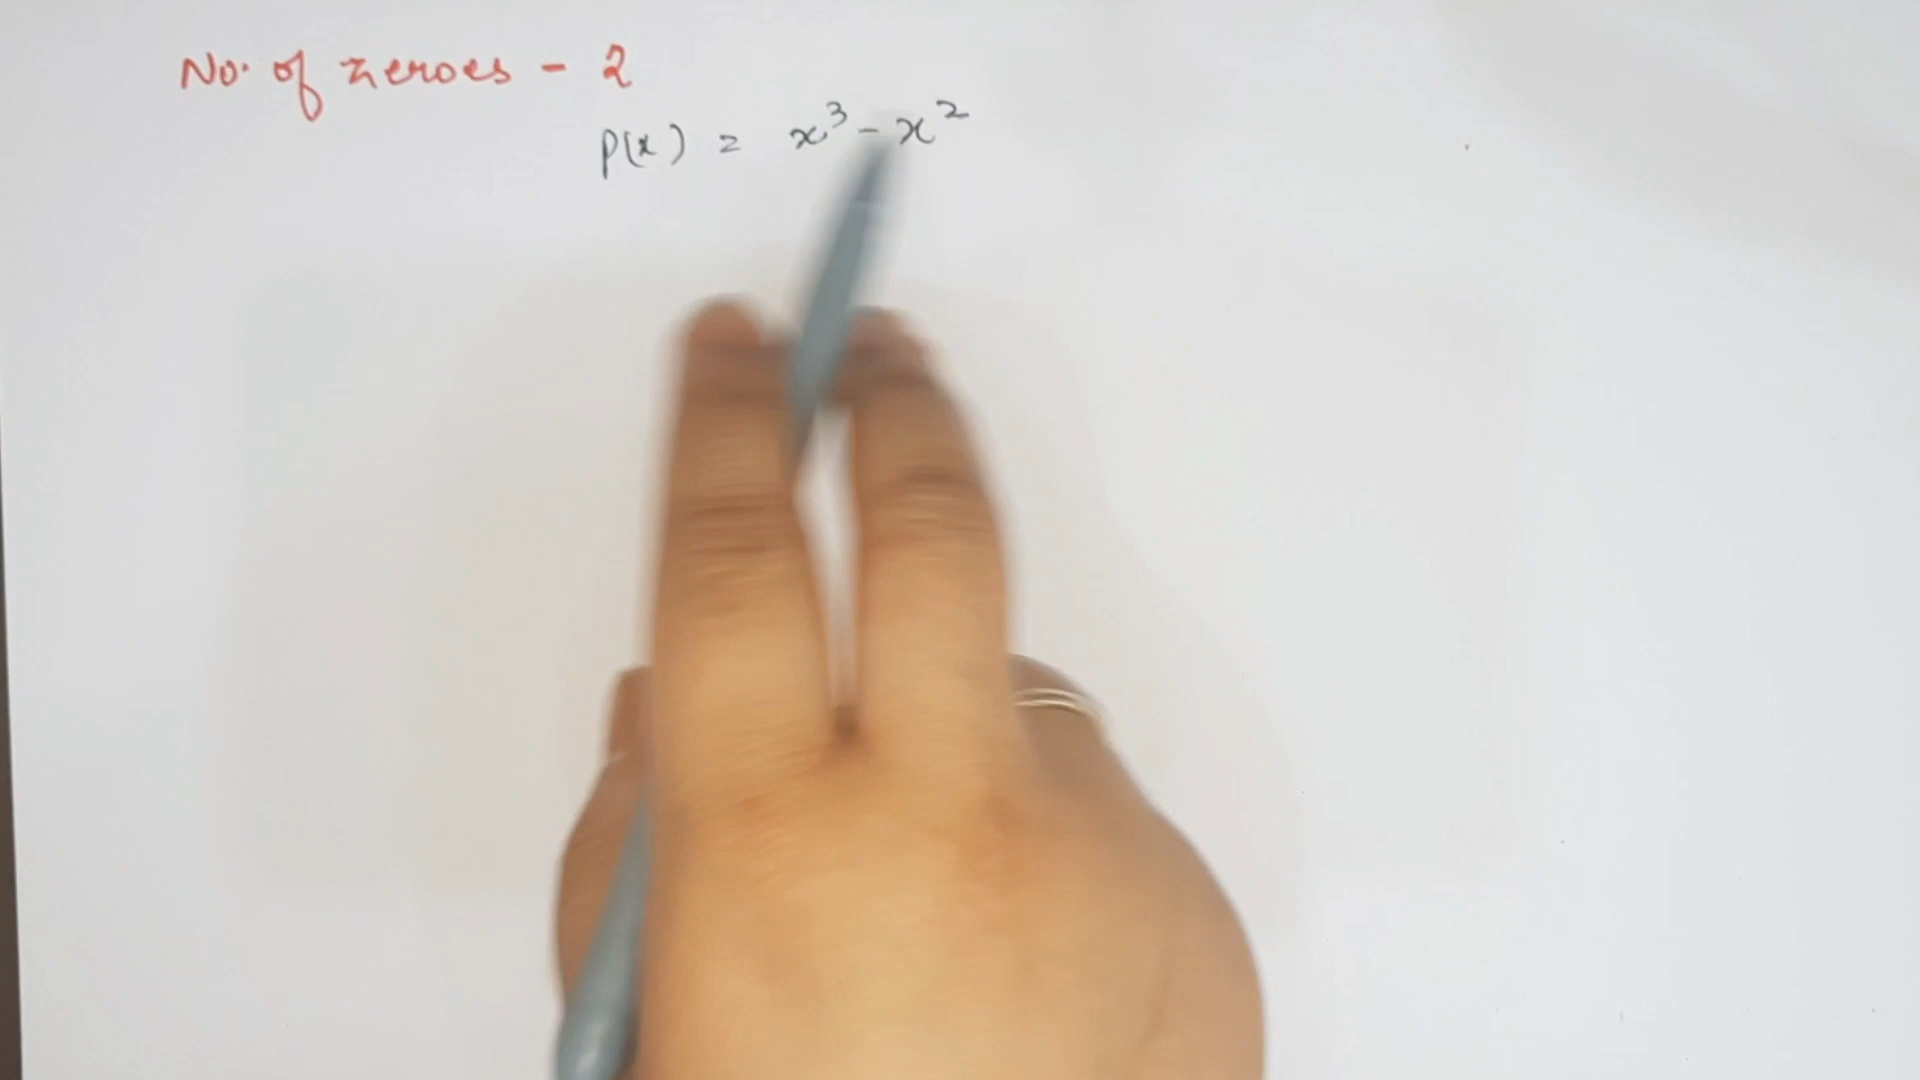 No. of zeroes - 2
P(x) = x³ - x²